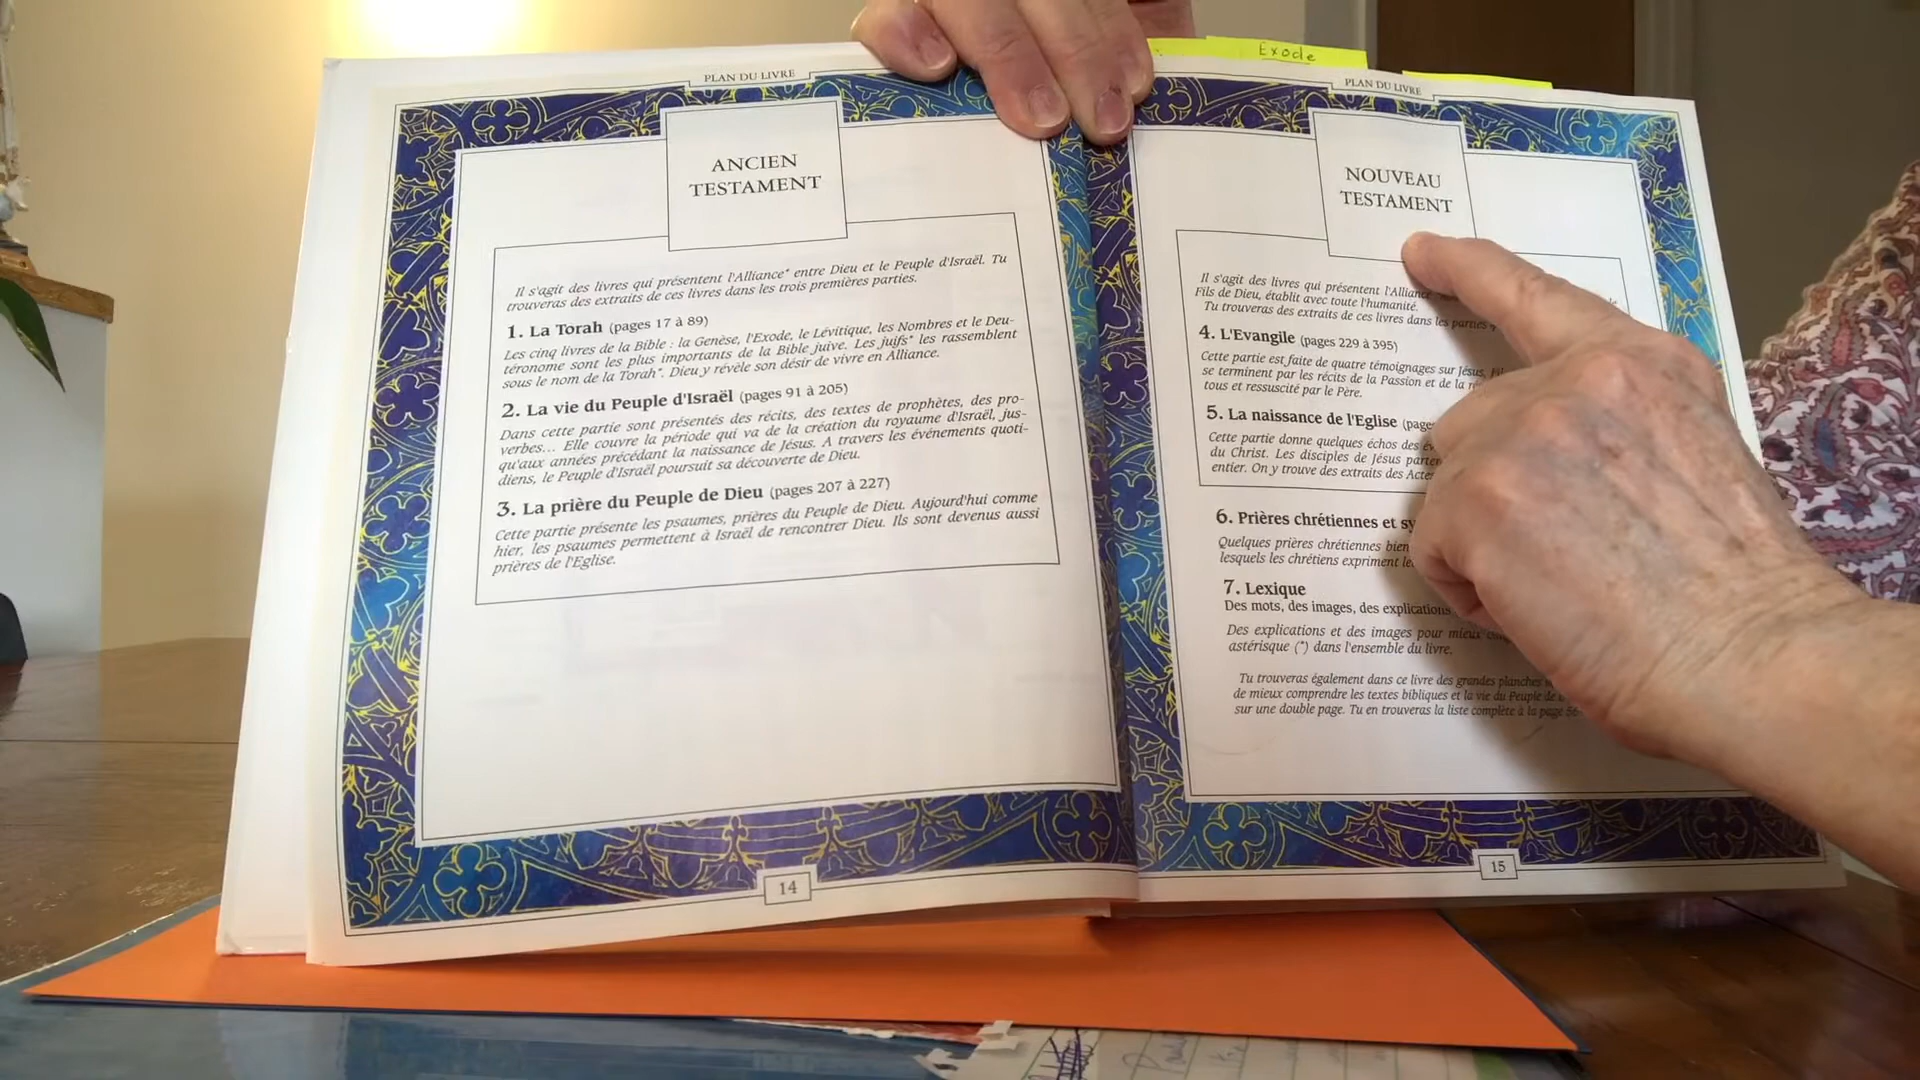 Exode
PLAN DU LIVRE
ANCIEN
TESTAMENT
Il s'agit des livres qui présentent l'Alliance* entre Dieu et le Peuple d'Israël. Tu
trouveras des extraits de ces livres dans les trois premières parties.
1. La Torah (pages 17 à 89)
Les cinq livres de la Bible : la Genèse, l'Exode, le Lévitique, les Nombres et le Deu-
téronome sont les plus importants de la Bible juive. Les juifs* les rassemblent
sous le nom de la Torah*. Dieu y révèle son désir de vivre en Alliance.
2. La vie du Peuple d'Israël (pages 91 à 205)
Dans cette partie sont présentés des récits, des textes de prophètes, des pro-
verbes... Elle couvre la période qui va de la création du royaume d'Israël, jus-
qu'aux années précédant la naissance de Jésus. A travers les événements quoti-
diens, le Peuple d'Israël poursuit sa découverte de Dieu.
3. La prière du Peuple de Dieu (pages 207 à 227)
Cette partie présente les psaumes, prières du Peuple de Dieu. Aujourd'hui comme
hier, les psaumes permettent à Israël de rencontrer Dieu. Ils sont devenus aussi
prières de l'Eglise.
14
PLAN DU LIVRE
NOUVEAU
TESTAMENT
Il s'agit des livres qui présentent l'Alliance
Fils de Dieu, établit avec toute l'humanité.
Tu trouveras des extraits de ces livres dans les parties
4. L'Evangile (pages 229 à 395)
Cette partie est faite de quatre témoignages sur Jésus,
se terminent par les récits de la Passion et de la
tous et ressuscité par le Père.
5. La naissance de l'Eglise
Cette partie donne quelques échos des
du Christ. Les disciples de Jésus
entier. On y trouve des extraits des
6. Prières chrétiennes et
Quelques prières chrétiennes bien
lesquels les chrétiens expriment
7. Lexique
Des mots, des images, des explications
Des explications et des images pour mieux
astérisque (*) dans l'ensemble du livre.
Tu trouveras également dans ce livre des grandes planches
de mieux comprendre les textes bibliques et la vie du Peuple de
sur une double page. Tu en trouveras la liste complète à la page
15